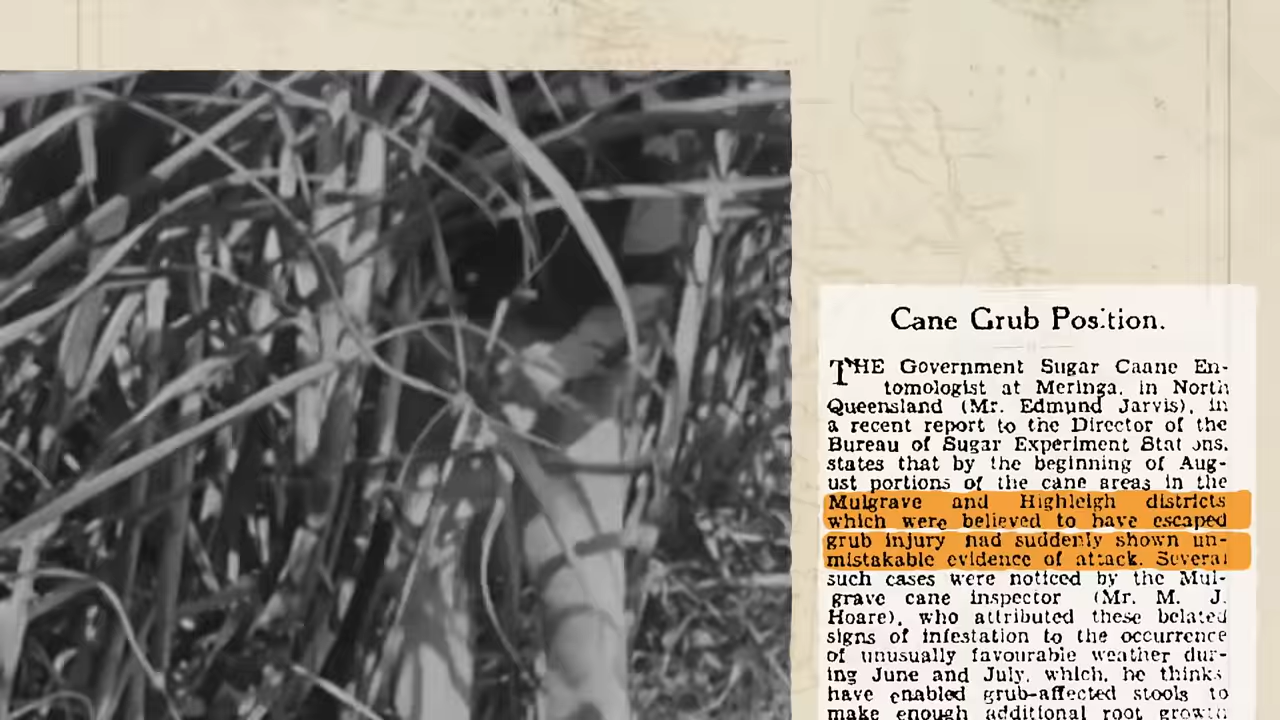 Cane Grub Position.
THE Government Sugar Caane En-
tomologist at Meringa, in North
Queensland (Mr. Edmund Jarvis), in
a recent report to the Director of the
Bureau of Sugar Experiment Stat ons.
states that by the beginning of Aug-
ust portions of the cane areas in the
Mulgrave and Highleigh districts
which were believed to have escaped
grub injury had suddenly shown un-
mistakable evidence of attack. Several
such cases were noticed by the Mul-
grave cane inspector (Mr. M. J.
Hoare), who attributed these belated
signs of infestation to the occurrence
of unusually favourable weather dur-
ing June and July, which, he thinks
have enabled grub-affected stools to
make enough additional root growth